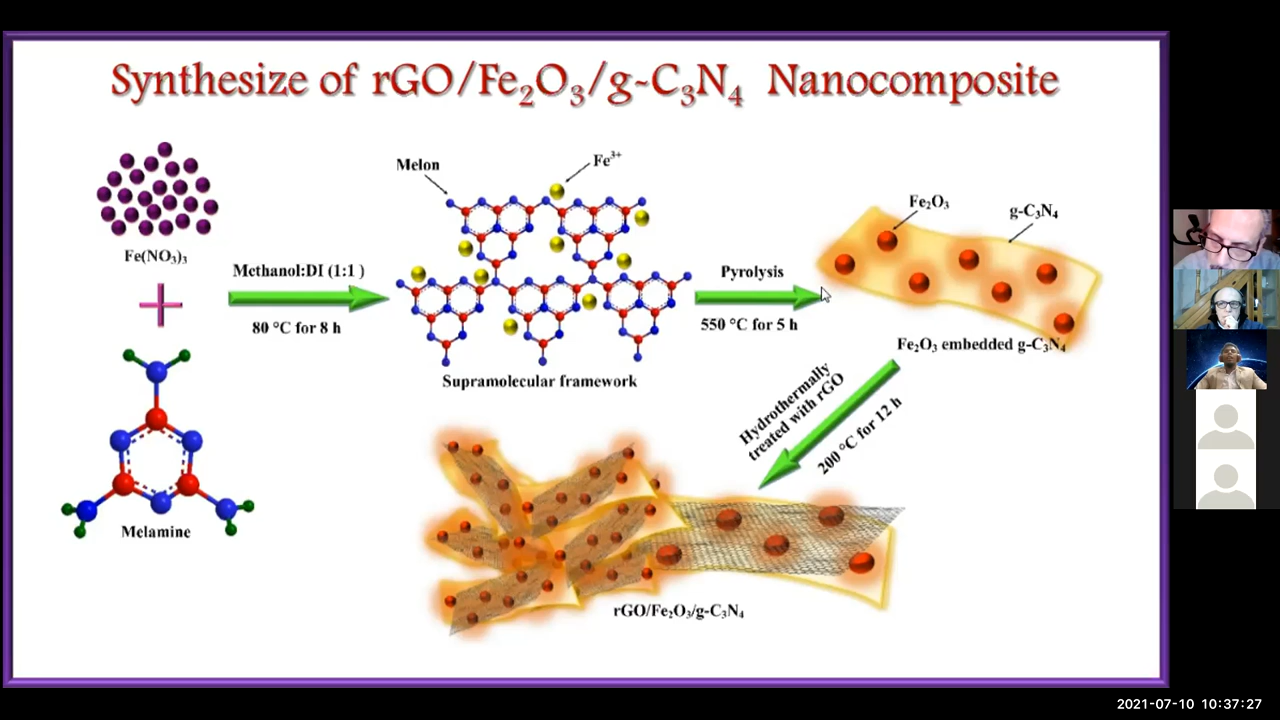 Synthesize of rGO/Fe₂O₃/g-C₃N₄ Nanocomposite
Fe(NO₃)₃
Melamine
Methanol:DI (1:1 )
80 °C for 8 h
Melon
Fe³⁺
Supramolecular framework
Pyrolysis
550 °C for 5 h
Fe₂O₃
g-C₃N₄
Fe₂O₃ embedded g-C₃N₄
Hydrothermally
treated with rGO
200 °C for 12 h
rGO/Fe₂O₃/g-C₃N₄
2021-07-10 10:37:27